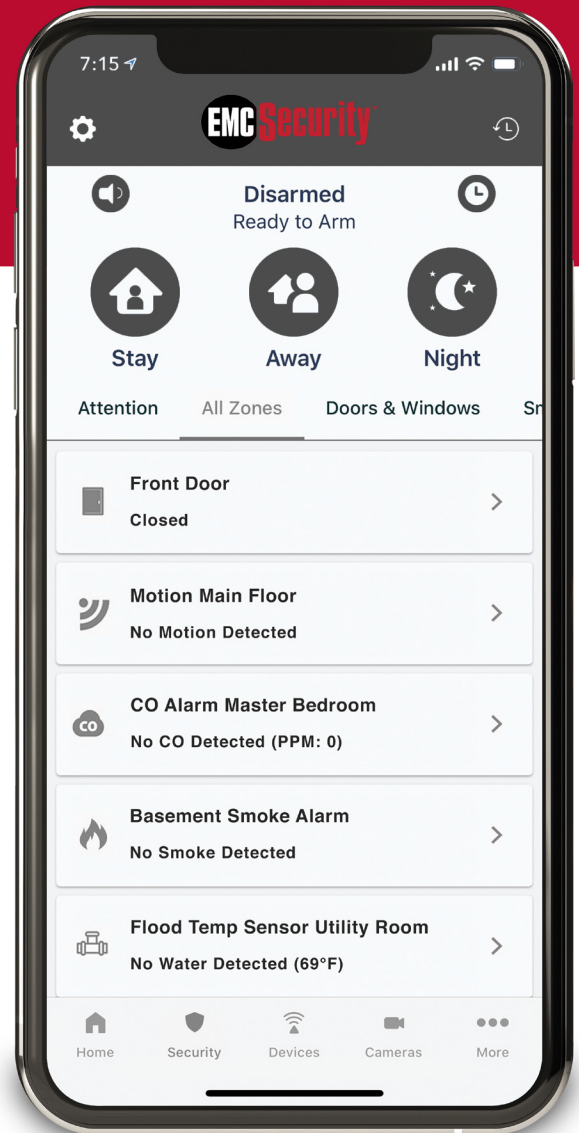 7:15
EMC Security
Disarmed
Ready to Arm
Stay
Away
Night
Attention
All Zones
Doors & Windows
Front Door
Closed
Motion Main Floor
No Motion Detected
CO
CO Alarm Master Bedroom
No CO Detected (PPM: 0)
Basement Smoke Alarm
No Smoke Detected
Flood Temp Sensor Utility Room
No Water Detected (69°F)
Home
Security
Devices
Cameras
More